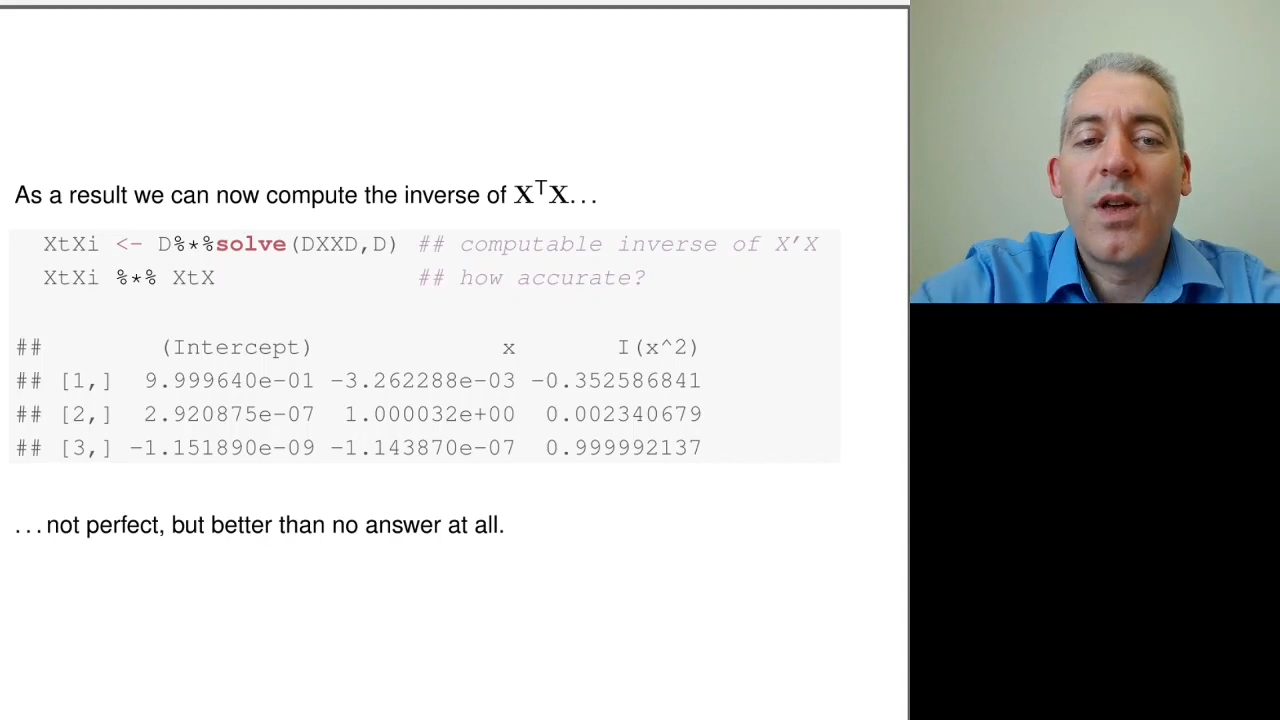 As a result we can now compute the inverse of XᵀX...
XtXi <- D%*%solve(DXXD,D) ## computable inverse of X'X
XtXi %*% XtX ## how accurate?
## (Intercept) x I(x^2)
## [1,] 9.999640e-01 -3.262288e-03 -0.352586841
## [2,] 2.920875e-07 1.000032e+00 0.002340679
## [3,] -1.151890e-09 -1.143870e-07 0.999992137
...not perfect, but better than no answer at all.